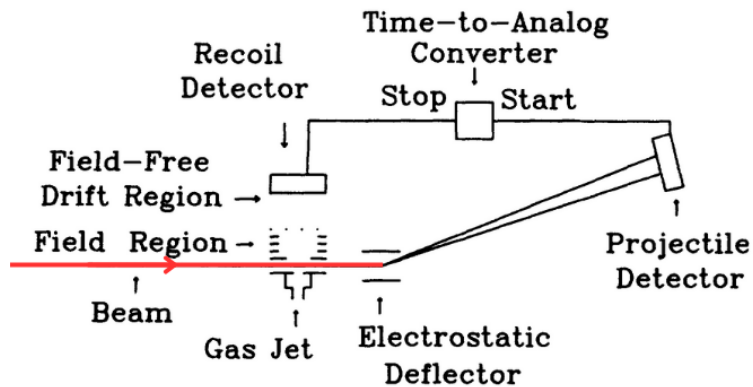 Time-to-Analog
Converter
Recoil
Detector
Stop
Start
Field-Free
Drift Region
Field Region
Projectile
Detector
Beam
Gas Jet
Electrostatic
Deflector